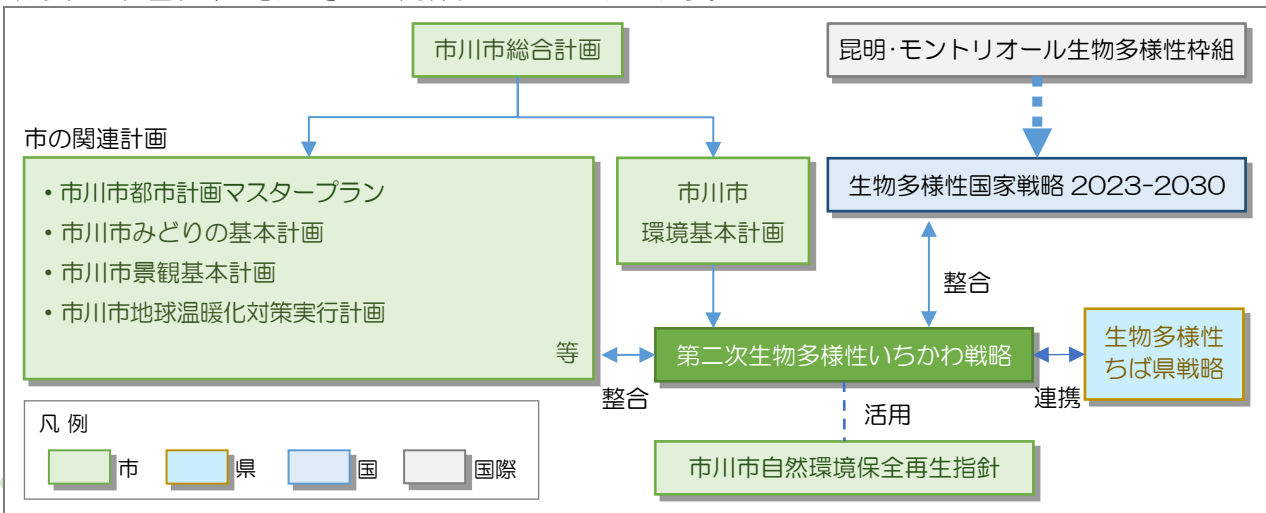 市川市総合計画
昆明・モントリオール生物多様性枠組
市の関連計画
・市川市都市計画マスタープラン
・市川市みどりの基本計画
・市川市景観基本計画
・市川市地球温暖化対策実行計画
等
市川市
環境基本計画
生物多様性国家戦略 2023-2030
整合
第二次生物多様性いちかわ戦略
生物多様性
ちば県戦略
整合
連携
活用
市川市自然環境保全再生指針
凡 例
市
県
国
国際